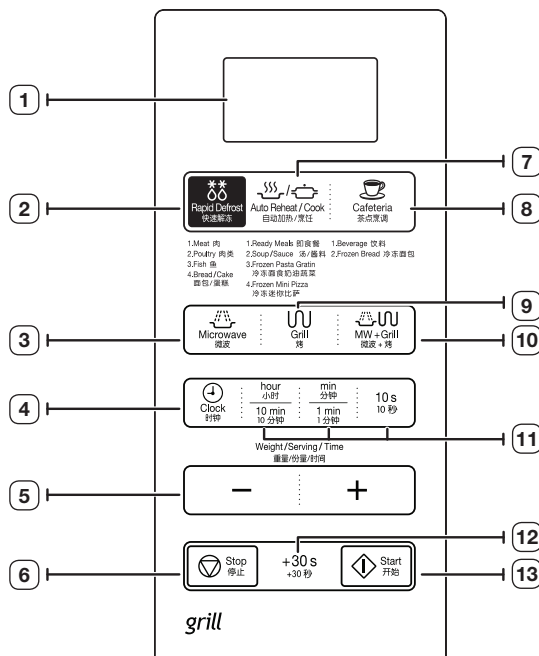 1
7
2
Rapid Defrost
快速解冻
Auto Reheat / Cook
自动加热/烹饪
Cafeteria
茶点烹调
8
1.Meat 肉
2.Poultry 肉类
3.Fish 鱼
4.Bread/Cake
面包/蛋糕
1.Ready Meals 即食餐
2.Soup/Sauce 汤/酱料
3.Frozen Pasta Gratin
冷冻面食奶油蔬菜
4.Frozen Mini Pizza
冷冻迷你比萨
1.Beverage 饮料
2.Frozen Bread 冷冻面包
9
3
Microwave
微波
Grill
烤
MW + Grill
微波 + 烤
10
4
Clock
时钟
hour
小时
10 min
10 分钟
min
分钟
1 min
1 分钟
10 s
10 秒
11
Weight/Serving/Time
重量/份量/时间
5
−
+
12
6
Stop
停止
+30 s
+30 秒
Start
开始
13
grill